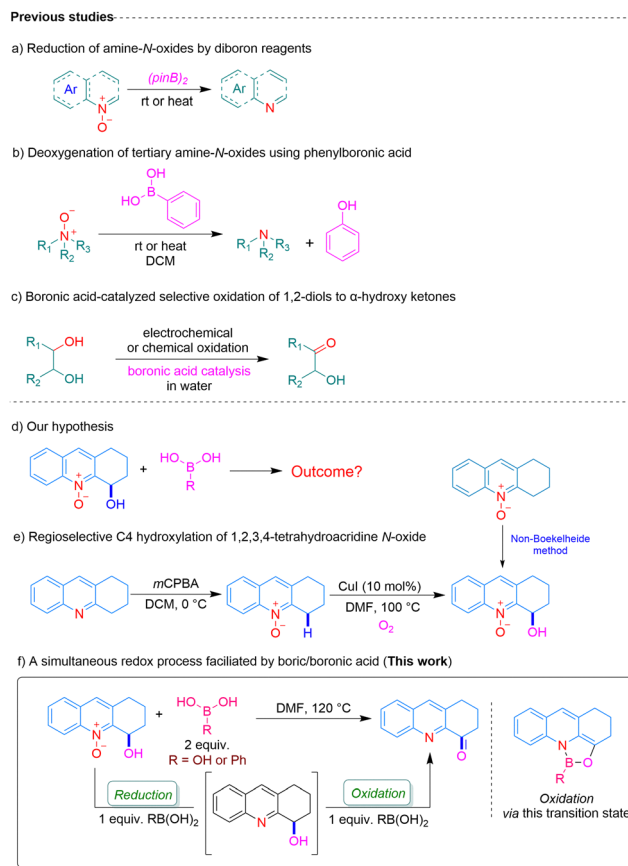 Previous studies
a) Reduction of amine-N-oxides by diboron reagents
Ar
N
+
O
−
(pinB)2
rt or heat
Ar
N
b) Deoxygenation of tertiary amine-N-oxides using phenylboronic acid
O−
N+
R1
R2
R3
OH
HO
B
rt or heat
DCM
N
R1
R2
R3
+
OH
c) Boronic acid-catalyzed selective oxidation of 1,2-diols to α-hydroxy ketones
R1
OH
R2
OH
electrochemical
or chemical oxidation
boronic acid catalysis
in water
R1
O
R2
OH
d) Our hypothesis
N+
O−
OH
+
HO
OH
B
R
Outcome?
N+
O−
Non-Boekelheide
method
e) Regioselective C4 hydroxylation of 1,2,3,4-tetrahydroacridine N-oxide
N
mCPBA
DCM, 0 °C
N+
O−
H
CuI (10 mol%)
DMF, 100 °C
O2
N+
O−
OH
f) A simultaneous redox process faciliated by boric/boronic acid (This work)
N+
O−
OH
+
HO
OH
B
R
2 equiv.
R = OH or Ph
DMF, 120 °C
N
O
N
B
O
R
Oxidation
via this transition state
Reduction
1 equiv. RB(OH)2
N
OH
Oxidation
1 equiv. RB(OH)2